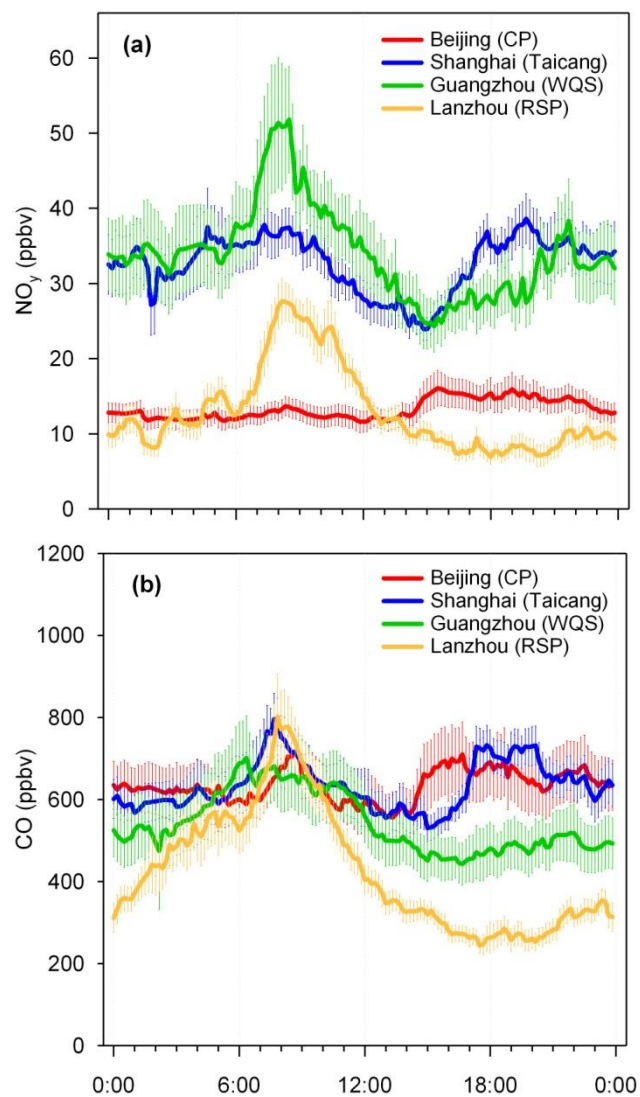 (a)
Beijing (CP)
Shanghai (Taicang)
Guangzhou (WQS)
Lanzhou (RSP)
60
50
40
30
20
10
0
NOy (ppbv)
(b)
Beijing (CP)
Shanghai (Taicang)
Guangzhou (WQS)
Lanzhou (RSP)
1200
1000
800
600
400
200
0
CO (ppbv)
0:00 6:00 12:00 18:00 0:00